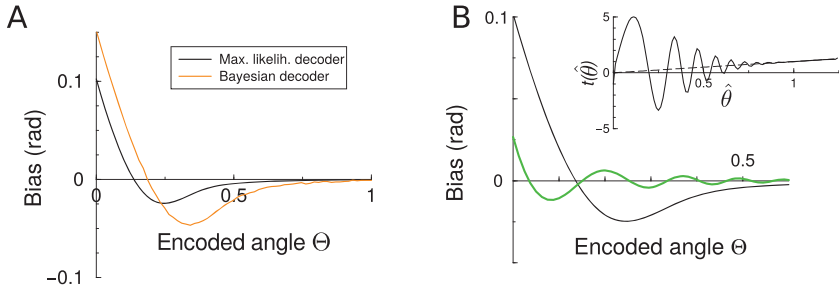 A
Max. likelih. decoder
Bayesian decoder
0.1
0
−0.1
0
0.5
1
Bias (rad)
Encoded angle Θ
B
0.1
0
0.5
Bias (rad)
Encoded angle Θ
5
0
−5
0.5
1
t(θ̂)
θ̂